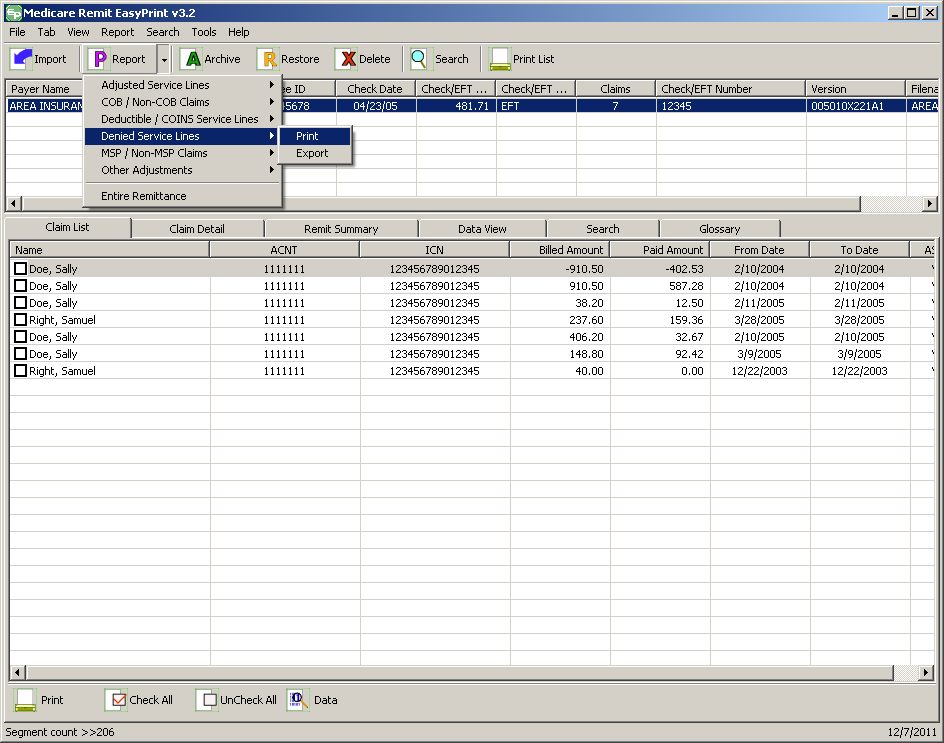 Medicare Remit EasyPrint v3.2
File Tab View Report Search Tools Help
Import Report Archive Restore Delete Search Print List
Payer Name ee ID Check Date Check/EFT ... Check/EFT ... Claims Check/EFT Number Version Filena
AREA INSURAN 5678 04/23/05 481.71 EFT 7 12345 005010X221A1 AREA
Adjusted Service Lines
COB / Non-COB Claims
Deductible / COINS Service Lines
Denied Service Lines Print
MSP / Non-MSP Claims Export
Other Adjustments
Entire Remittance
Claim List Claim Detail Remit Summary Data View Search Glossary
Name ACNT ICN Billed Amount Paid Amount From Date To Date AS
Doe, Sally 1111111 123456789012345 -910.50 -402.53 2/10/2004 2/10/2004
Doe, Sally 1111111 123456789012345 910.50 587.28 2/10/2004 2/10/2004
Doe, Sally 1111111 123456789012345 38.20 12.50 2/11/2005 2/11/2005
Right, Samuel 1111111 123456789012345 237.60 159.36 3/28/2005 3/28/2005
Doe, Sally 1111111 123456789012345 406.20 32.67 2/10/2005 2/10/2005
Doe, Sally 1111111 123456789012345 148.80 92.42 3/9/2005 3/9/2005
Right, Samuel 1111111 123456789012345 40.00 0.00 12/22/2003 12/22/2003
Print Check All UnCheck All Data
Segment count >>206 12/7/2011